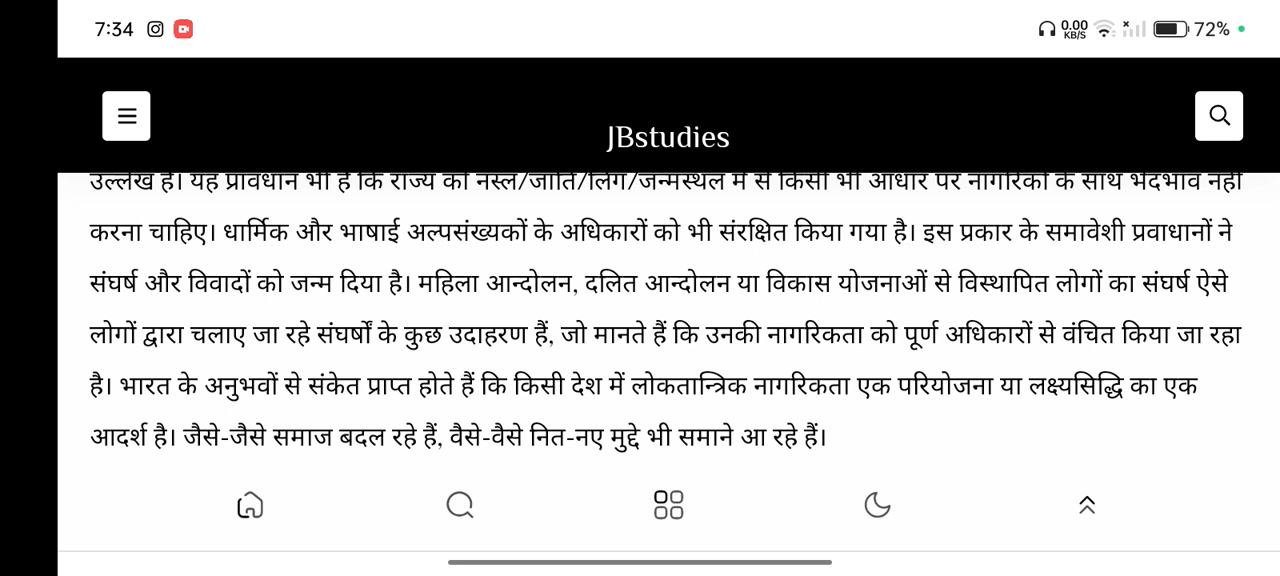 7:34
0.00 KB/S
72%
JBstudies
उल्लेख है। यह प्रावधान भी है कि राज्य को नस्ल/जाति/लिंग/जन्मस्थल में से किसी भी आधार पर नागरिकों के साथ भेदभाव नहीं
करना चाहिए। धार्मिक और भाषाई अल्पसंख्यकों के अधिकारों को भी संरक्षित किया गया है। इस प्रकार के समावेशी प्रवाधानों ने
संघर्ष और विवादों को जन्म दिया है। महिला आन्दोलन, दलित आन्दोलन या विकास योजनाओं से विस्थापित लोगों का संघर्ष ऐसे
लोगों द्वारा चलाए जा रहे संघर्षों के कुछ उदाहरण हैं, जो मानते हैं कि उनकी नागरिकता को पूर्ण अधिकारों से वंचित किया जा रहा
है। भारत के अनुभवों से संकेत प्राप्त होते हैं कि किसी देश में लोकतान्त्रिक नागरिकता एक परियोजना या लक्ष्यसिद्धि का एक
आदर्श है। जैसे-जैसे समाज बदल रहे हैं, वैसे-वैसे नित-नए मुद्दे भी समाने आ रहे हैं।